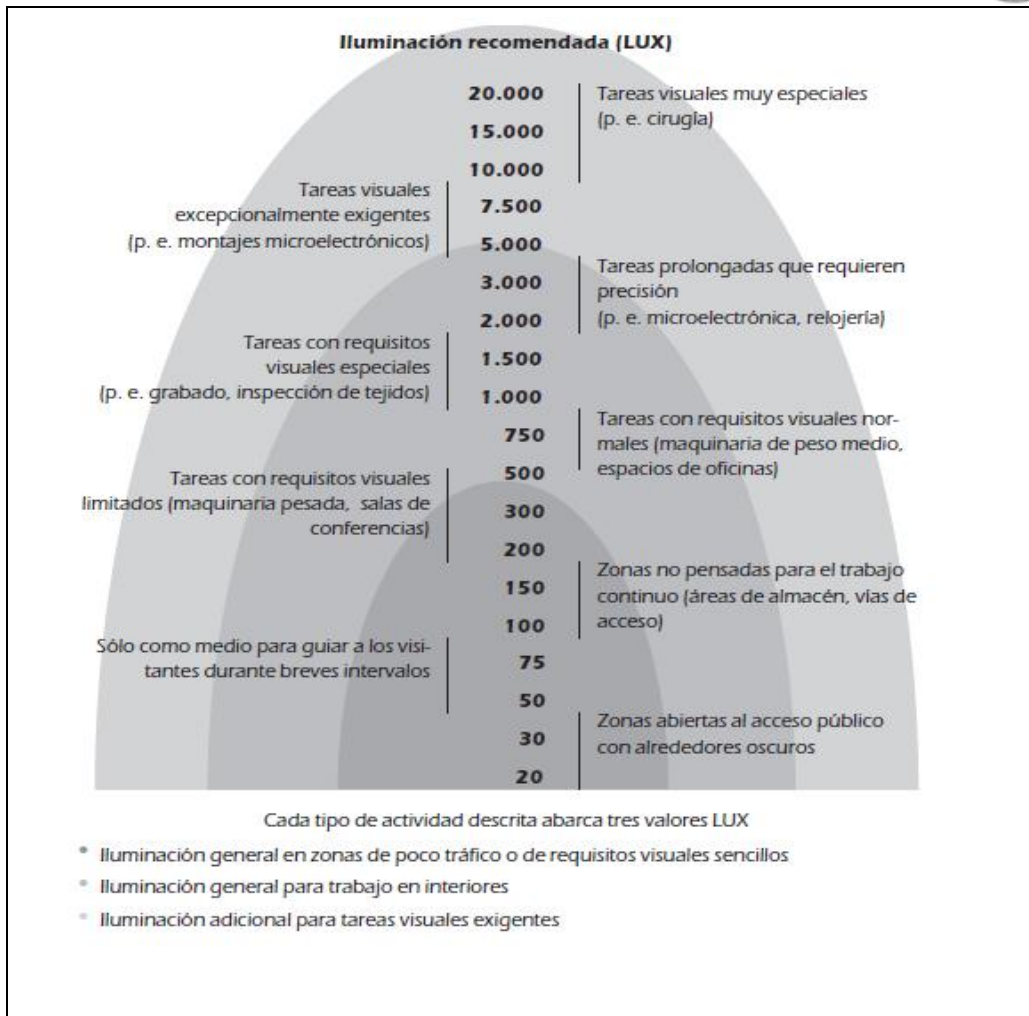 Iluminación recomendada (LUX)
20.000
15.000
10.000
7.500
5.000
3.000
2.000
1.500
1.000
750
500
300
200
150
100
75
50
30
20
Tareas visuales muy especiales
(p. e. cirugía)
Tareas visuales
excepcionalmente exigentes
(p. e. montajes microelectrónicos)
Tareas prolongadas que requieren
precisión
(p. e. microelectrónica, relojería)
Tareas con requisitos
visuales especiales
(p. e. grabado, inspección de tejidos)
Tareas con requisitos visuales nor-
males (maquinaria de peso medio,
espacios de oficinas)
Tareas con requisitos visuales
limitados (maquinaria pesada, salas de
conferencias)
Zonas no pensadas para el trabajo
continuo (áreas de almacén, vías de
acceso)
Sólo como medio para guiar a los visi-
tantes durante breves intervalos
Zonas abiertas al acceso público
con alrededores oscuros
Cada tipo de actividad descrita abarca tres valores LUX
• Iluminación general en zonas de poco tráfico o de requisitos visuales sencillos
• Iluminación general para trabajo en interiores
• Iluminación adicional para tareas visuales exigentes